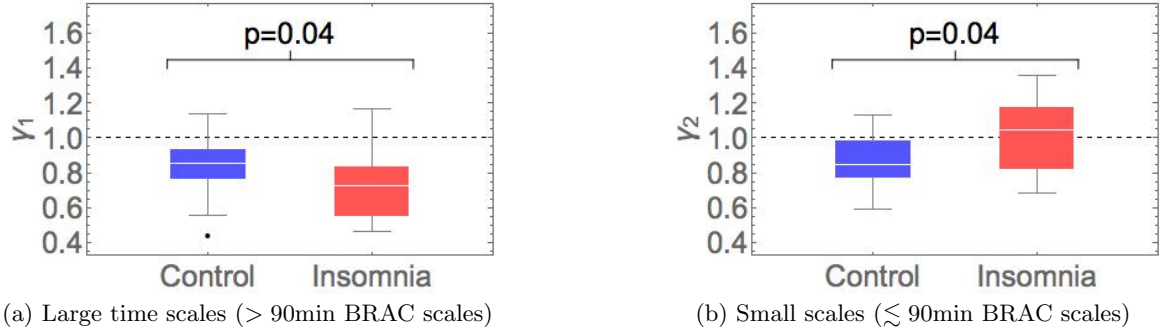 1.6
1.4
1.2
1.0
0.8
0.6
0.4
γ1
p=0.04
Control Insomnia
(a) Large time scales (> 90min BRAC scales)
1.6
1.4
1.2
1.0
0.8
0.6
0.4
γ2
p=0.04
Control Insomnia
(b) Small scales (≲ 90min BRAC scales)